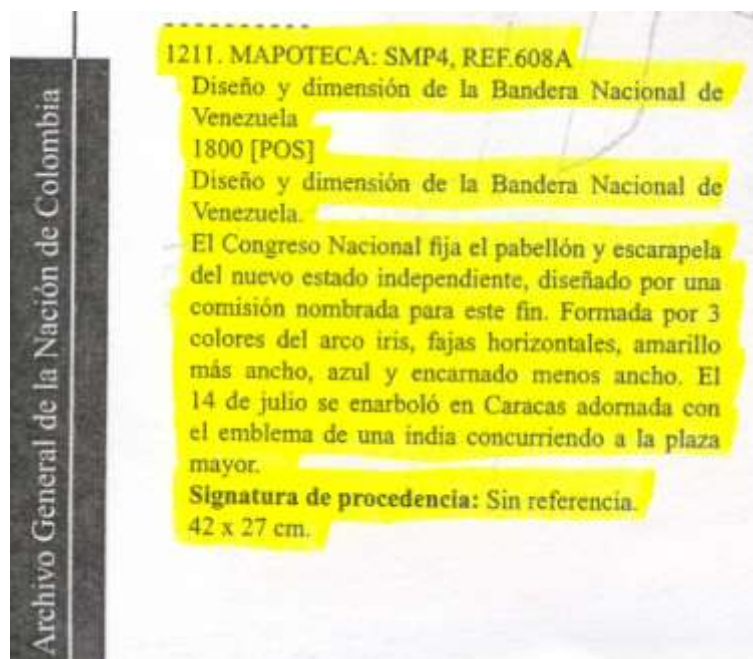 1211. MAPOTECA: SMP4, REF.608A
Diseño y dimensión de la Bandera Nacional de
Venezuela
1800 [POS]
Diseño y dimensión de la Bandera Nacional de
Venezuela.
El Congreso Nacional fija el pabellón y escarapela
del nuevo estado independiente, diseñado por una
comisión nombrada para este fin. Formada por 3
colores del arco iris, fajas horizontales, amarillo
más ancho, azul y encarnado menos ancho. El
14 de julio se enarboló en Caracas adornada con
el emblema de una india concurriendo a la plaza
mayor.
Signatura de procedencia: Sin referencia.
42 x 27 cm.
Archivo General de la Nación de Colombia